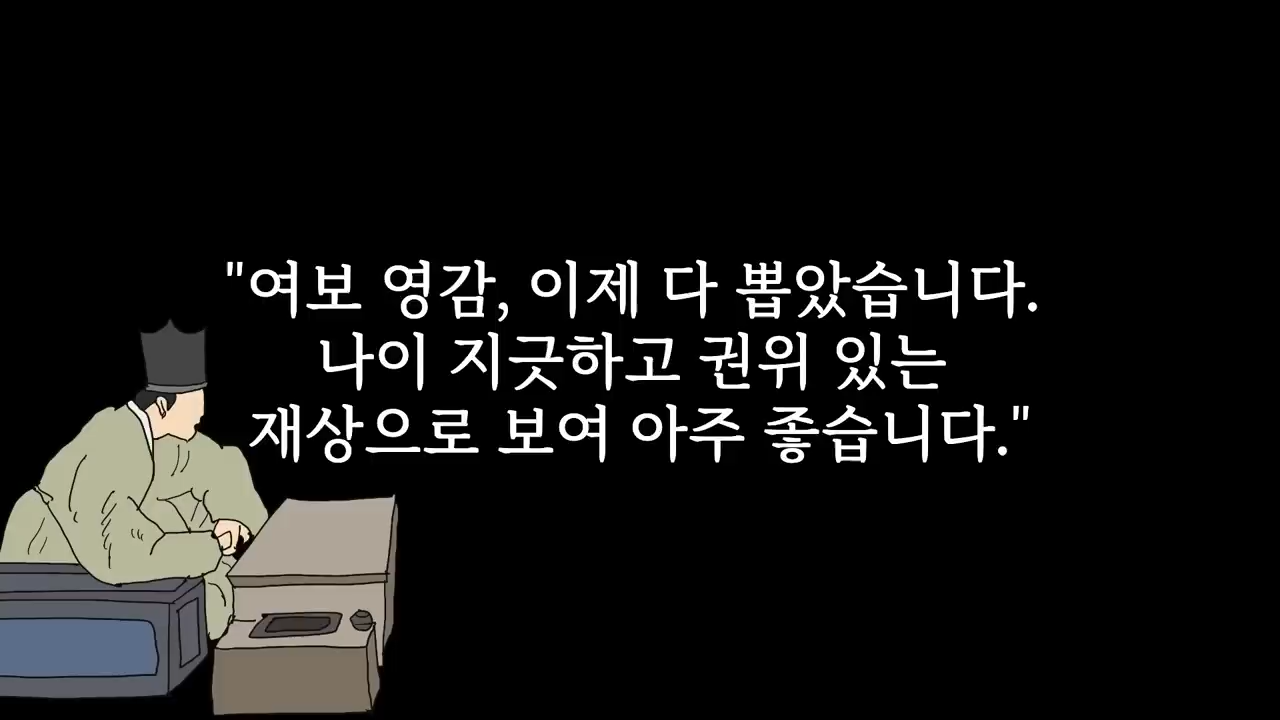 "여보 영감, 이제 다 뽑았습니다.
나이 지긋하고 권위 있는
재상으로 보여 아주 좋습니다."